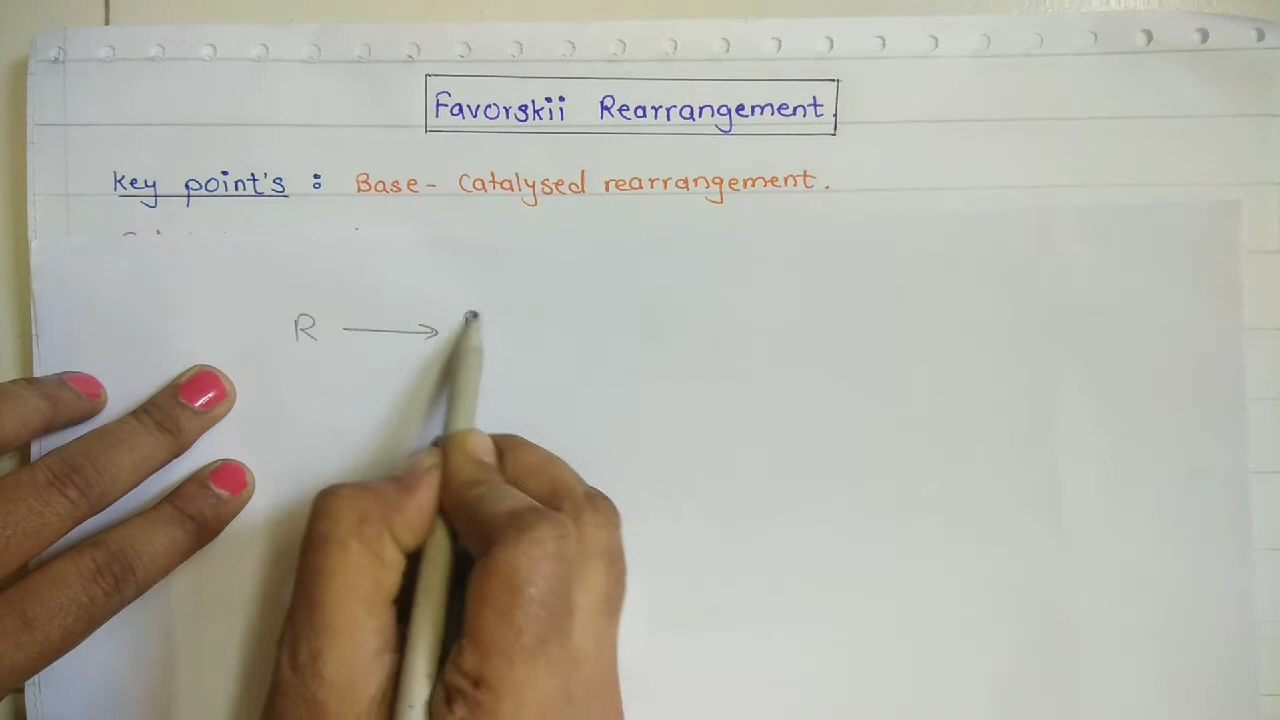 Favorskii Rearrangement.
Key point's : Base- Catalysed rearrangement.
R →